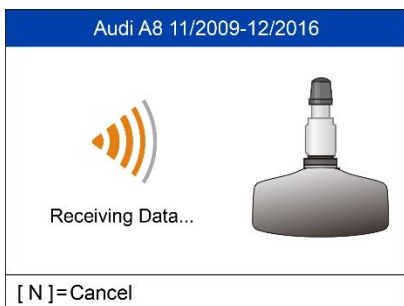 Audi A8 11/2009-12/2016
Receiving Data...
[ N ]=Cancel